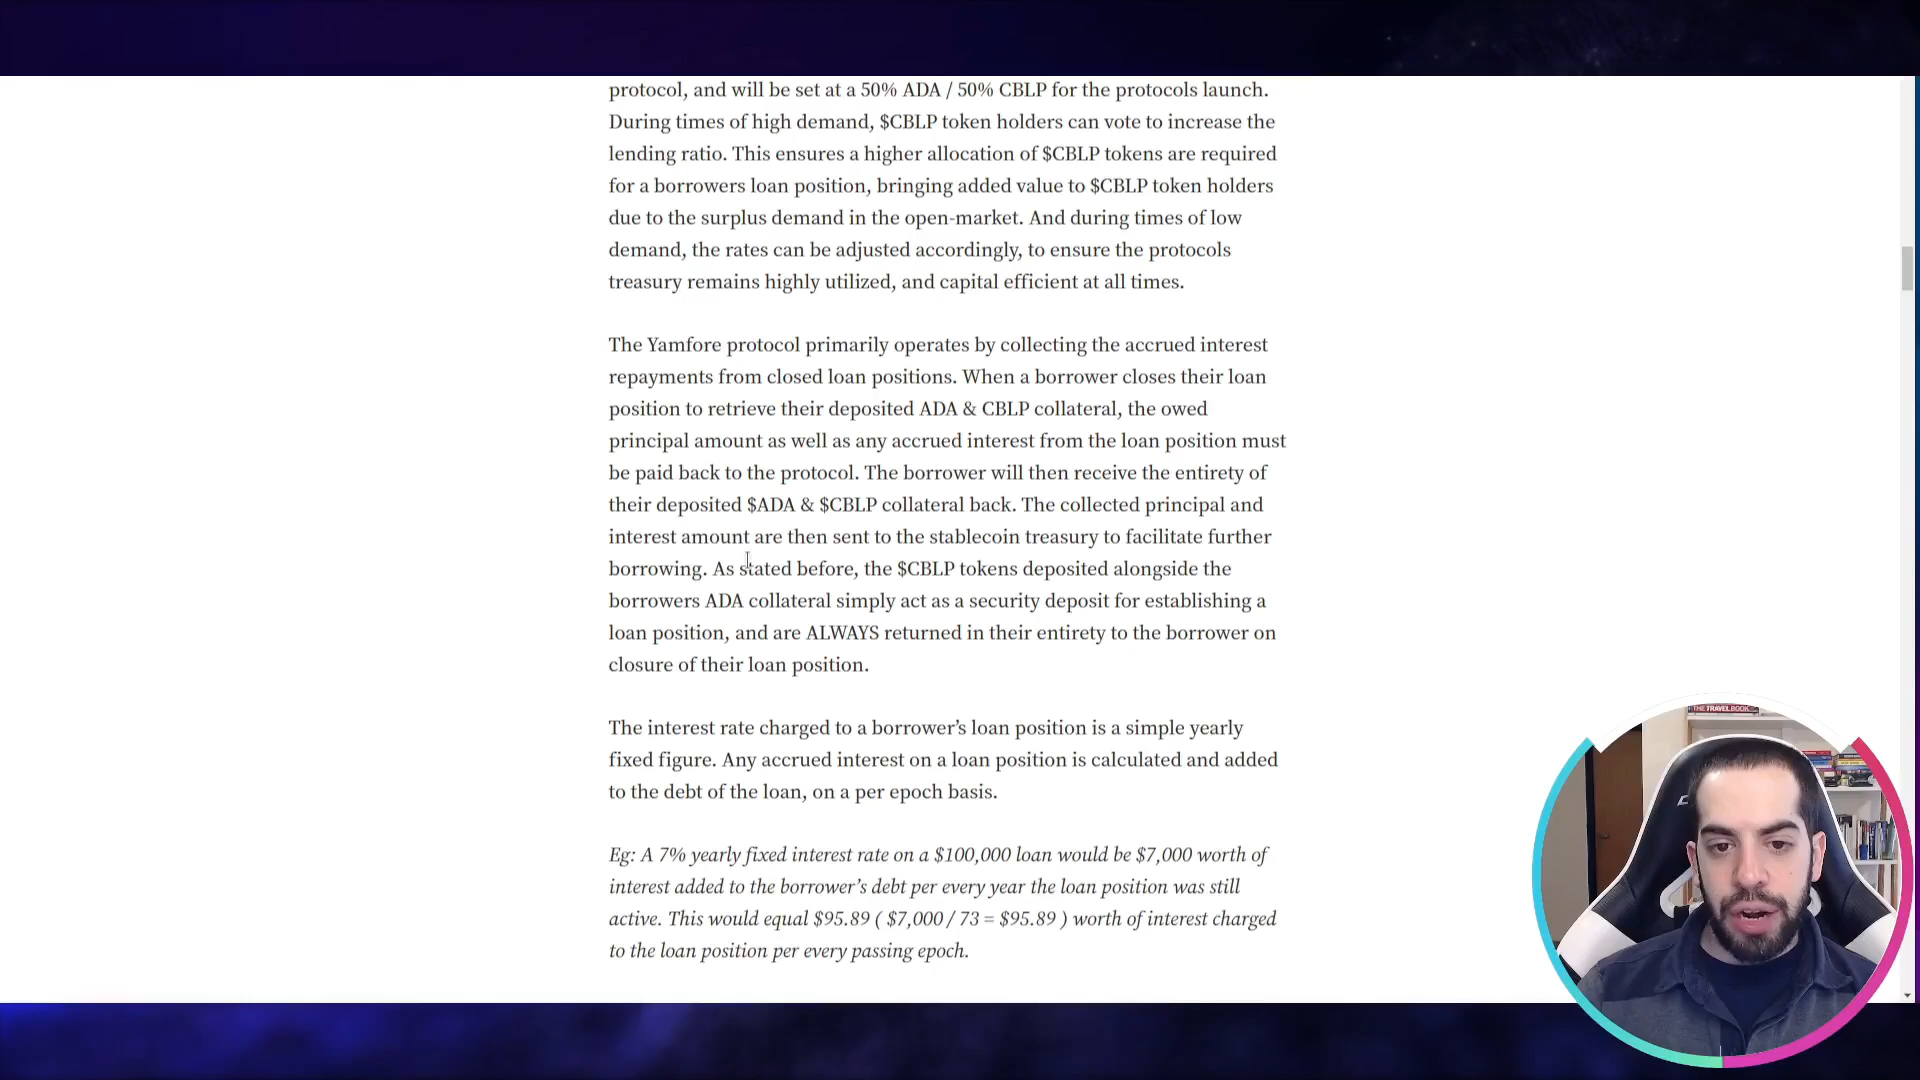 protocol, and will be set at a 50% ADA / 50% CBLP for the protocols launch.
During times of high demand, $CBLP token holders can vote to increase the
lending ratio. This ensures a higher allocation of $CBLP tokens are required
for a borrowers loan position, bringing added value to $CBLP token holders
due to the surplus demand in the open-market. And during times of low
demand, the rates can be adjusted accordingly, to ensure the protocols
treasury remains highly utilized, and capital efficient at all times.
The Yamfore protocol primarily operates by collecting the accrued interest
repayments from closed loan positions. When a borrower closes their loan
position to retrieve their deposited ADA & CBLP collateral, the owed
principal amount as well as any accrued interest from the loan position must
be paid back to the protocol. The borrower will then receive the entirety of
their deposited $ADA & $CBLP collateral back. The collected principal and
interest amount are then sent to the stablecoin treasury to facilitate further
borrowing. As stated before, the $CBLP tokens deposited alongside the
borrowers ADA collateral simply act as a security deposit for establishing a
loan position, and are ALWAYS returned in their entirety to the borrower on
closure of their loan position.
The interest rate charged to a borrower’s loan position is a simple yearly
fixed figure. Any accrued interest on a loan position is calculated and added
to the debt of the loan, on a per epoch basis.
Eg: A 7% yearly fixed interest rate on a $100,000 loan would be $7,000 worth of
interest added to the borrower’s debt per every year the loan position was still
active. This would equal $95.89 ( $7,000 / 73 = $95.89 ) worth of interest charged
to the loan position per every passing epoch.
THE TRAVEL BOOK